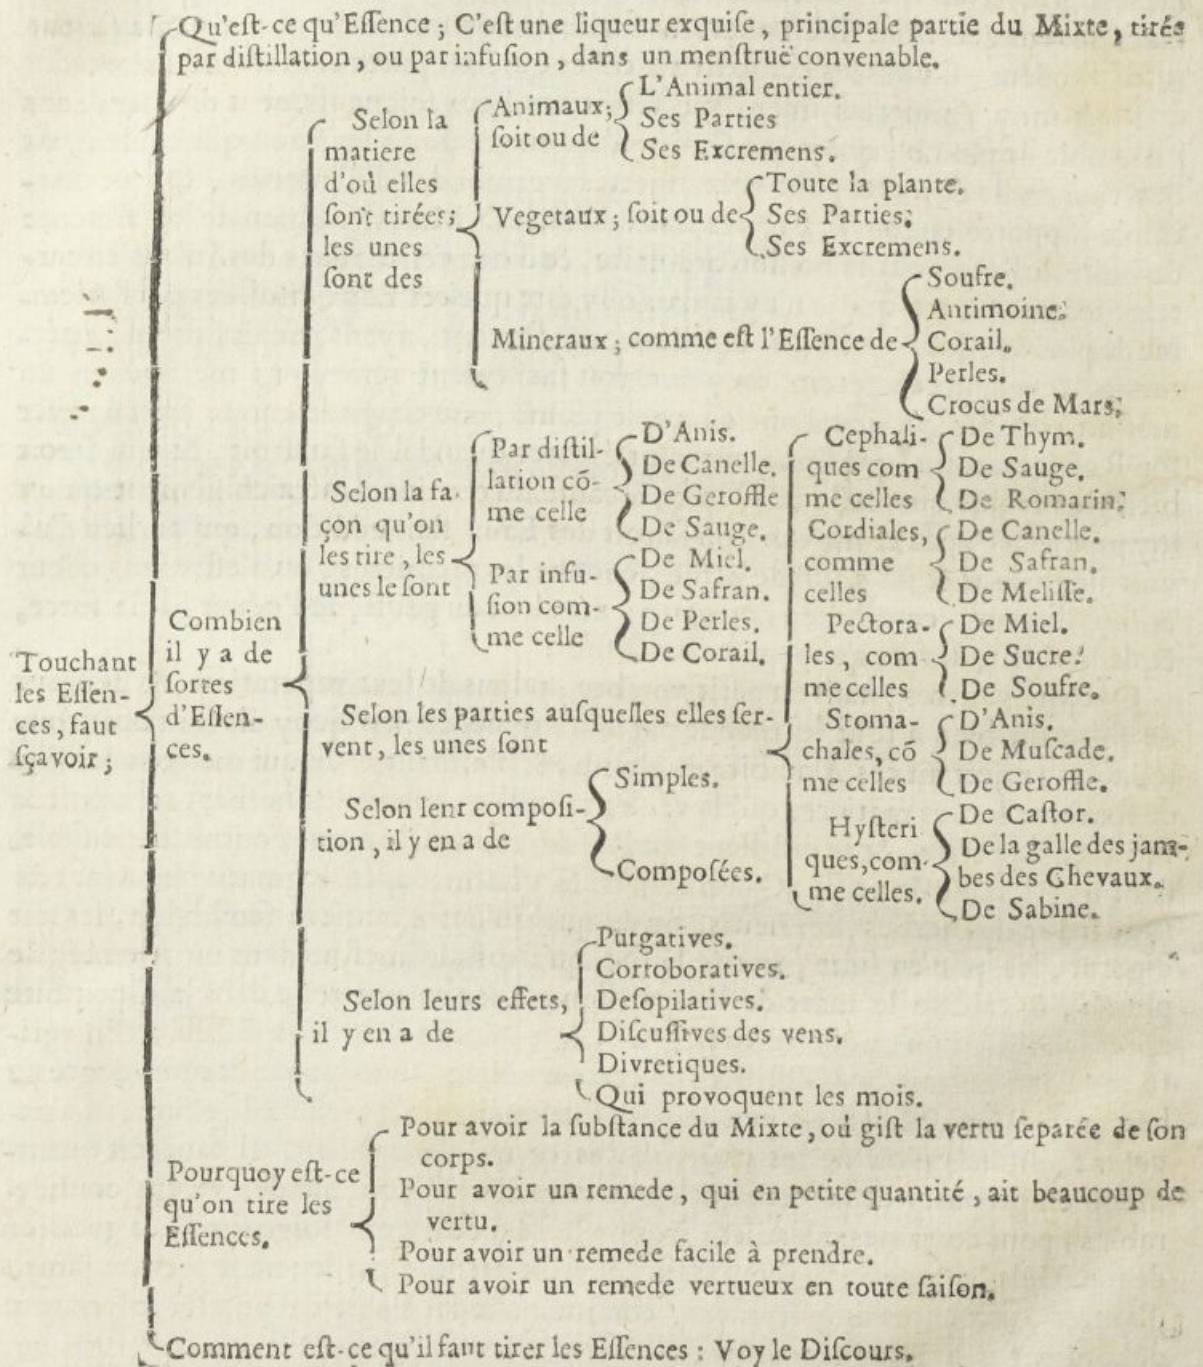 Qu'eſt-ce qu'Eſſence ; C'eſt une liqueur exquiſe, principale partie du Mixte, tirée
par diſtillation, ou par infuſion, dans un menſtruë convenable.
Touchant
les Eſſen-
ces, faut
ſçavoir ;
Combien
il y a de
ſortes
d'Eſſen-
ces.
Selon la
matiere
d'où elles
ſont tirées;
les unes
ſont des
Animaux;
ſoit ou de
L'Animal entier.
Ses Parties
Ses Excremens.
Vegetaux ; ſoit ou de
Toute la plante.
Ses Parties;
Ses Excremens.
Mineraux ; comme eſt l'Eſſence de
Soufre.
Antimoine.
Corail.
Perles.
Crocus de Mars;
Selon la fa-
çon qu'on
les tire, les
unes le ſont
Par diſtil-
lation cõ-
me celle
D'Anis.
De Canelle.
De Geroffle
De Sauge.
Par infu-
ſion com-
me celle
De Miel.
De Safran.
De Perles.
De Corail.
Selon les parties auſquelles elles ſer-
vent, les unes ſont
Cephali-
ques com
me celles
De Thym.
De Sauge.
De Romarin.
Cordiales,
comme
celles
De Canelle.
De Safran.
De Meliſſe.
Pectora-
les, com
me celles
De Miel.
De Sucre.
De Soufre.
Stoma-
chales, cõ
me celles
D'Anis.
De Muſcade.
De Geroffle.
Hyſteri
ques, com-
me celles.
De Caſtor.
De la galle des jam-
bes des Chevaux.
De Sabine.
Selon lenr compoſi-
tion, il y en a de
Simples.
Compoſées.
Selon leurs effets,
il y en a de
Purgatives.
Corroboratives.
Deſopilatives.
Diſcuſſives des vens.
Divretiques.
Qui provoquent les mois.
Pourquoy eſt-ce
qu'on tire les
Eſſences.
Pour avoir la ſubſtance du Mixte, où giſt la vertu ſeparée de ſon
corps.
Pour avoir un remede, qui en petite quantité, ait beaucoup de
vertu.
Pour avoir un remede facile à prendre.
Pour avoir un remede vertueux en toute ſaiſon.
Comment eſt-ce qu'il faut tirer les Eſſences : Voy le Diſcours.